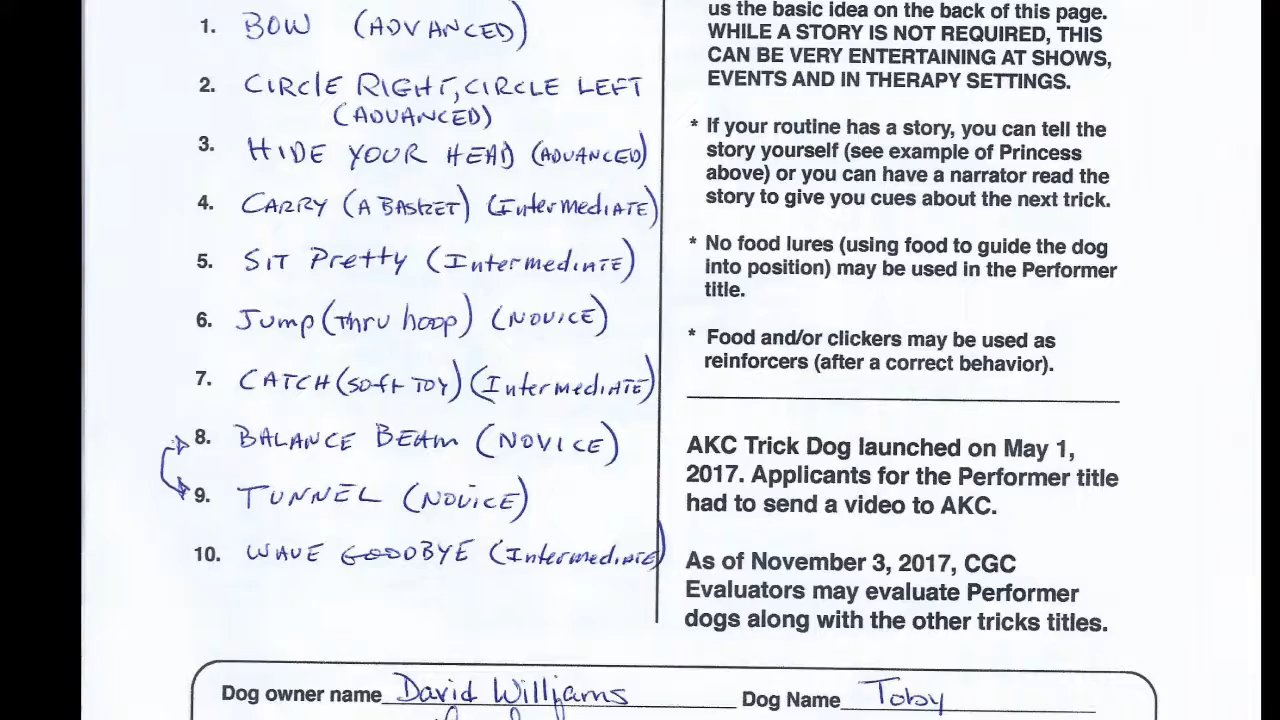 1. BOW (ADVANCED)
2. CIRCLE RIGHT, CIRCLE LEFT
(ADVANCED)
3. HIDE YOUR HEAD (ADVANCED)
4. CARRY (A BASKET) (IntermediATE)
5. SIT Pretty (IntermediATE)
6. Jump (thru hoop) (NOVICE)
7. CATCH (soft TOY) (IntermediATE)
8. BALANCE BEAM (NOVICE)
9. TUNNEL (NOVICE)
10. WAVE GOODBYE (IntermediATE)
us the basic idea on the back of this page.
WHILE A STORY IS NOT REQUIRED, THIS
CAN BE VERY ENTERTAINING AT SHOWS,
EVENTS AND IN THERAPY SETTINGS.
* If your routine has a story, you can tell the
story yourself (see example of Princess
above) or you can have a narrator read the
story to give you cues about the next trick.
* No food lures (using food to guide the dog
into position) may be used in the Performer
title.
* Food and/or clickers may be used as
reinforcers (after a correct behavior).
AKC Trick Dog launched on May 1,
2017. Applicants for the Performer title
had to send a video to AKC.
As of November 3, 2017, CGC
Evaluators may evaluate Performer
dogs along with the other tricks titles.
Dog owner name David Williams Dog Name Toby